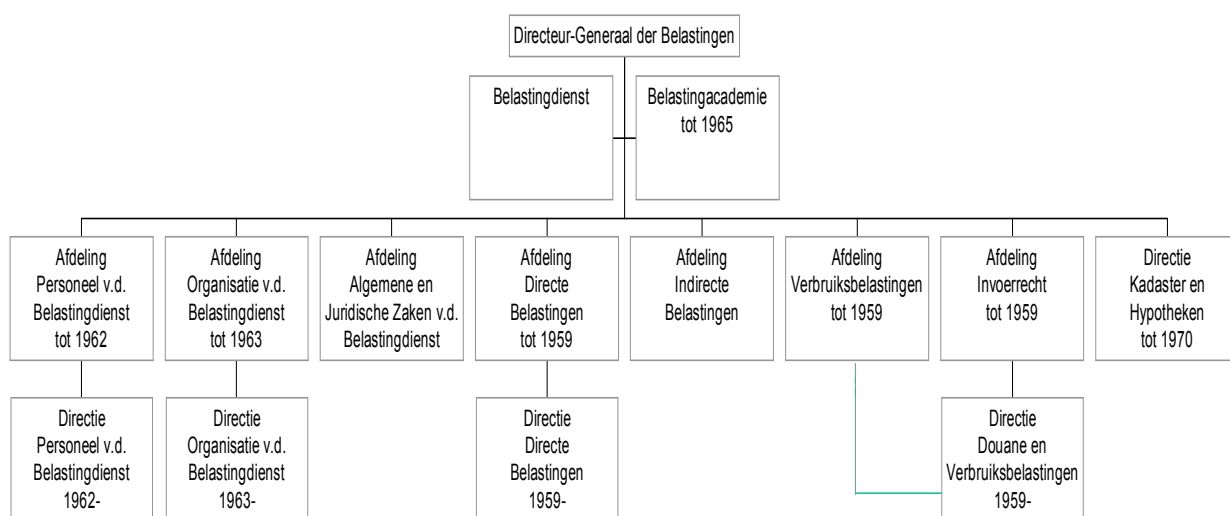 Directeur-Generaal der Belastingen
Belastingdienst
Belastingacademie
tot 1965
Afdeling
Personeel v.d.
Belastingdienst
tot 1962
Afdeling
Organisatie v.d.
Belastingdienst
tot 1963
Afdeling
Algemene en
Juridische Zaken v.d.
Belastingdienst
Afdeling
Directe
Belastingen
tot 1959
Afdeling
Indirecte
Belastingen
Afdeling
Verbruiksbelastingen
tot 1959
Afdeling
Invoerrecht
tot 1959
Directie
Kadaster en
Hypotheken
tot 1970
Directie
Personeel v.d.
Belastingdienst
1962-
Directie
Organisatie v.d.
Belastingdienst
1963-
Directie
Directe
Belastingen
1959-
Directie
Douane en
Verbruiksbelastingen
1959-